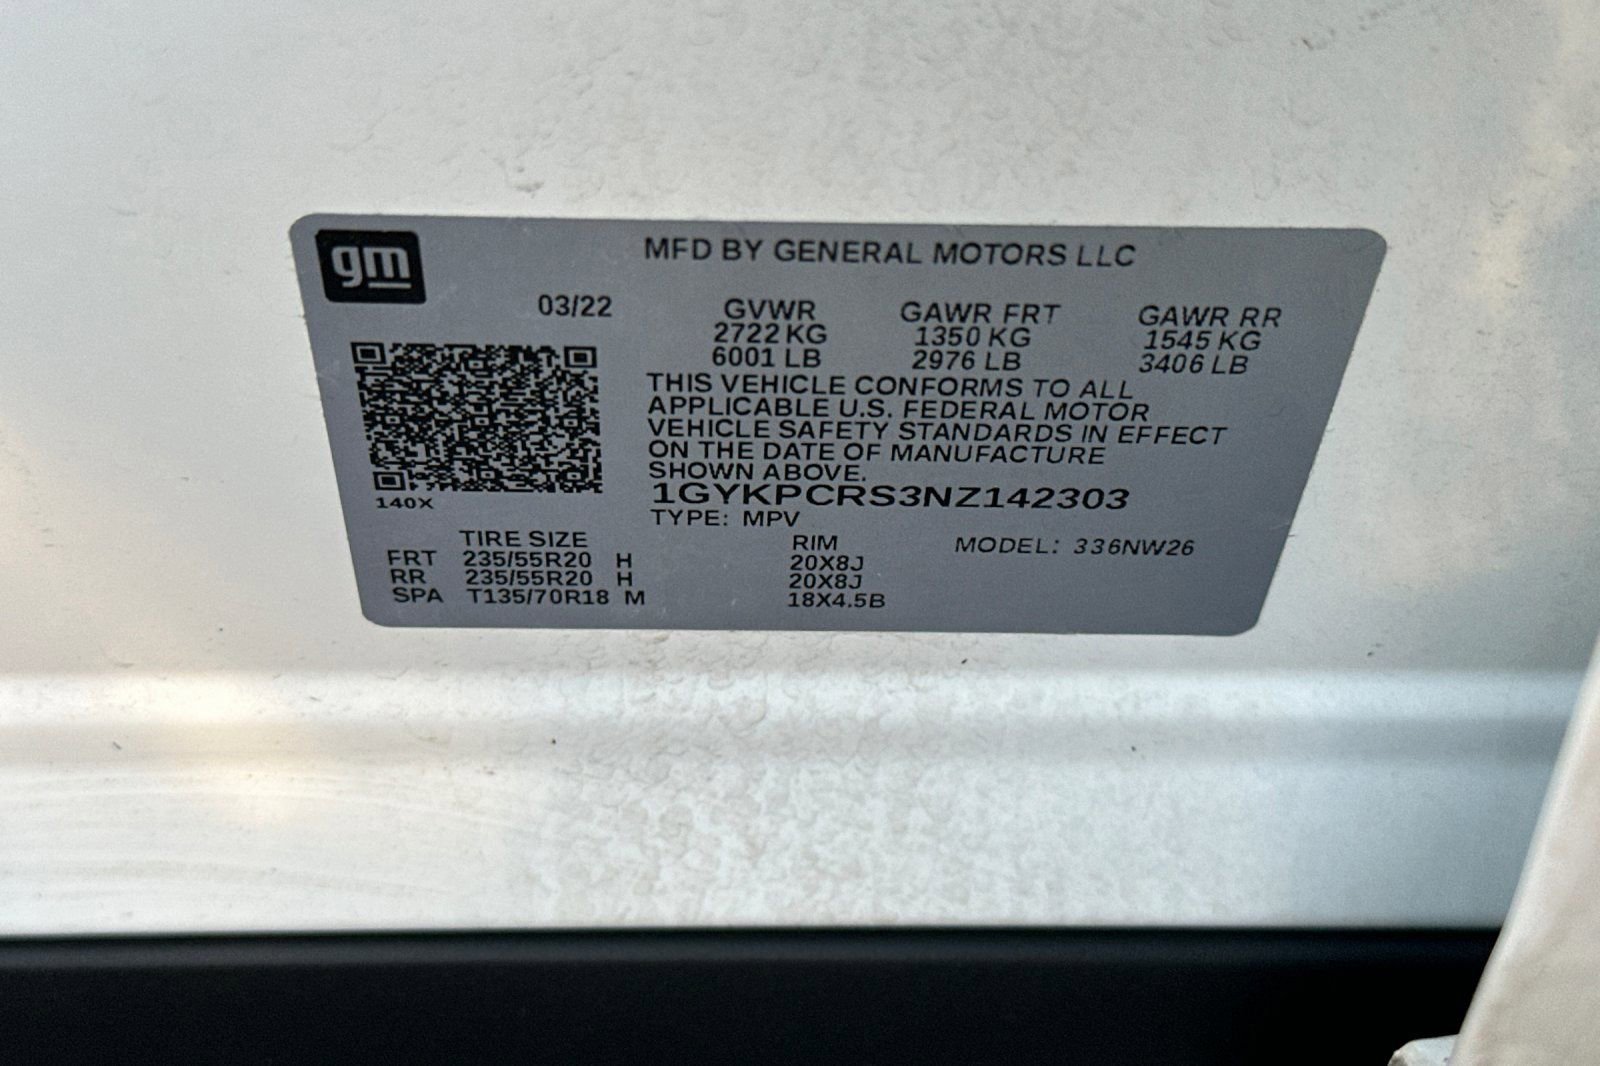 gm
MFD BY GENERAL MOTORS LLC
03/22
GVWR GAWR FRT GAWR RR
2722 KG 1350 KG 1545 KG
6001 LB 2976 LB 3406 LB
THIS VEHICLE CONFORMS TO ALL
APPLICABLE U.S. FEDERAL MOTOR
VEHICLE SAFETY STANDARDS IN EFFECT
ON THE DATE OF MANUFACTURE
SHOWN ABOVE.
140X
1GYKPCRS3NZ142303
TYPE: MPV
TIRE SIZE RIM MODEL: 336NW26
FRT 235/55R20 H 20X8J
RR 235/55R20 H 20X8J
SPA T135/70R18 M 18X4.5B